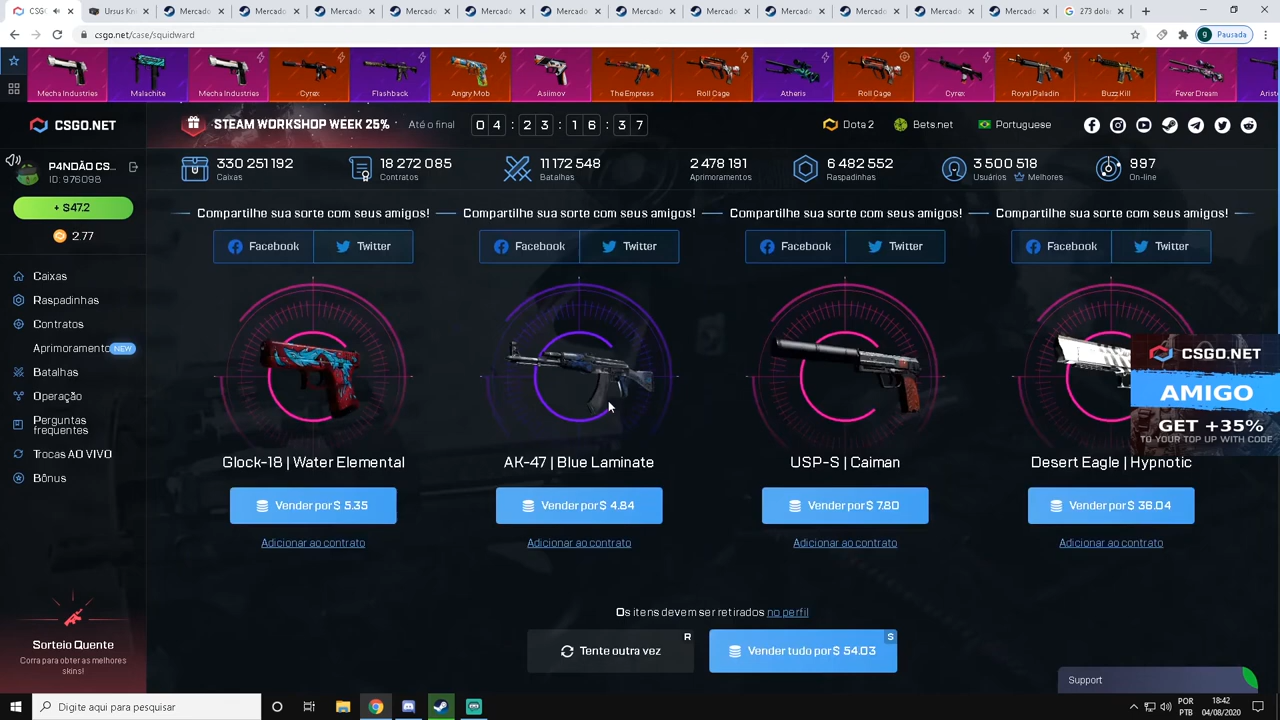 CSG
Ursus Kni
Mercado
Mercado
Mercado
Mercado
Mercado
Mercado
Mercado
Mercado
Mercado
Mercado
Mercado
Mercado
273 dolar
csgo.net/case/squidward
g Pausada
Mecha Industries
Malachite
Mecha Industries
Cyrex
Flashback
Angry Mob
Asiimov
The Empress
Roll Cage
Atheris
Roll Cage
Cyrex
Royal Paladin
Buzz Kill
Fever Dream
CSGO.NET
STEAM WORKSHOP WEEK 25%
Até o final
0 4 : 2 3 : 1 6 : 3 7
Dota 2
Bets.net
Portuguese
P4NDÃO CS...
ID: 976098
330 251 192
Caixas
18 272 085
Contratos
11 172 548
Batalhas
2 478 191
Aprimoramentos
6 482 552
Raspadinhas
3 500 518
Usuários Melhores
997
On-line
+ $47.2
2.77
Caixas
Raspadinhas
Contratos
Aprimoramento NEW
Batalhas
Operação
Perguntas
frequentes
Trocas AO VIVO
Bônus
Sorteio Quente
Corra para obter as melhores
skins!
Compartilhe sua sorte com seus amigos!
Compartilhe sua sorte com seus amigos!
Compartilhe sua sorte com seus amigos!
Compartilhe sua sorte com seus amigos!
Facebook Twitter
Facebook Twitter
Facebook Twitter
Facebook Twitter
Glock-18 | Water Elemental
AK-47 | Blue Laminate
USP-S | Caiman
Desert Eagle | Hypnotic
Vender por $ 5.35
Vender por $ 4.84
Vender por $ 7.80
Vender por $ 36.04
Adicionar ao contrato
Adicionar ao contrato
Adicionar ao contrato
Adicionar ao contrato
CSGO.NET
AMIGO
GET +35%
TO YOUR TOP UP WITH CODE
Os itens devem ser retirados no perfil
Tente outra vez R
Vender tudo por $ 54.03 S
Support
Digite aqui para pesquisar
POR
PTB
18:42
04/08/2020